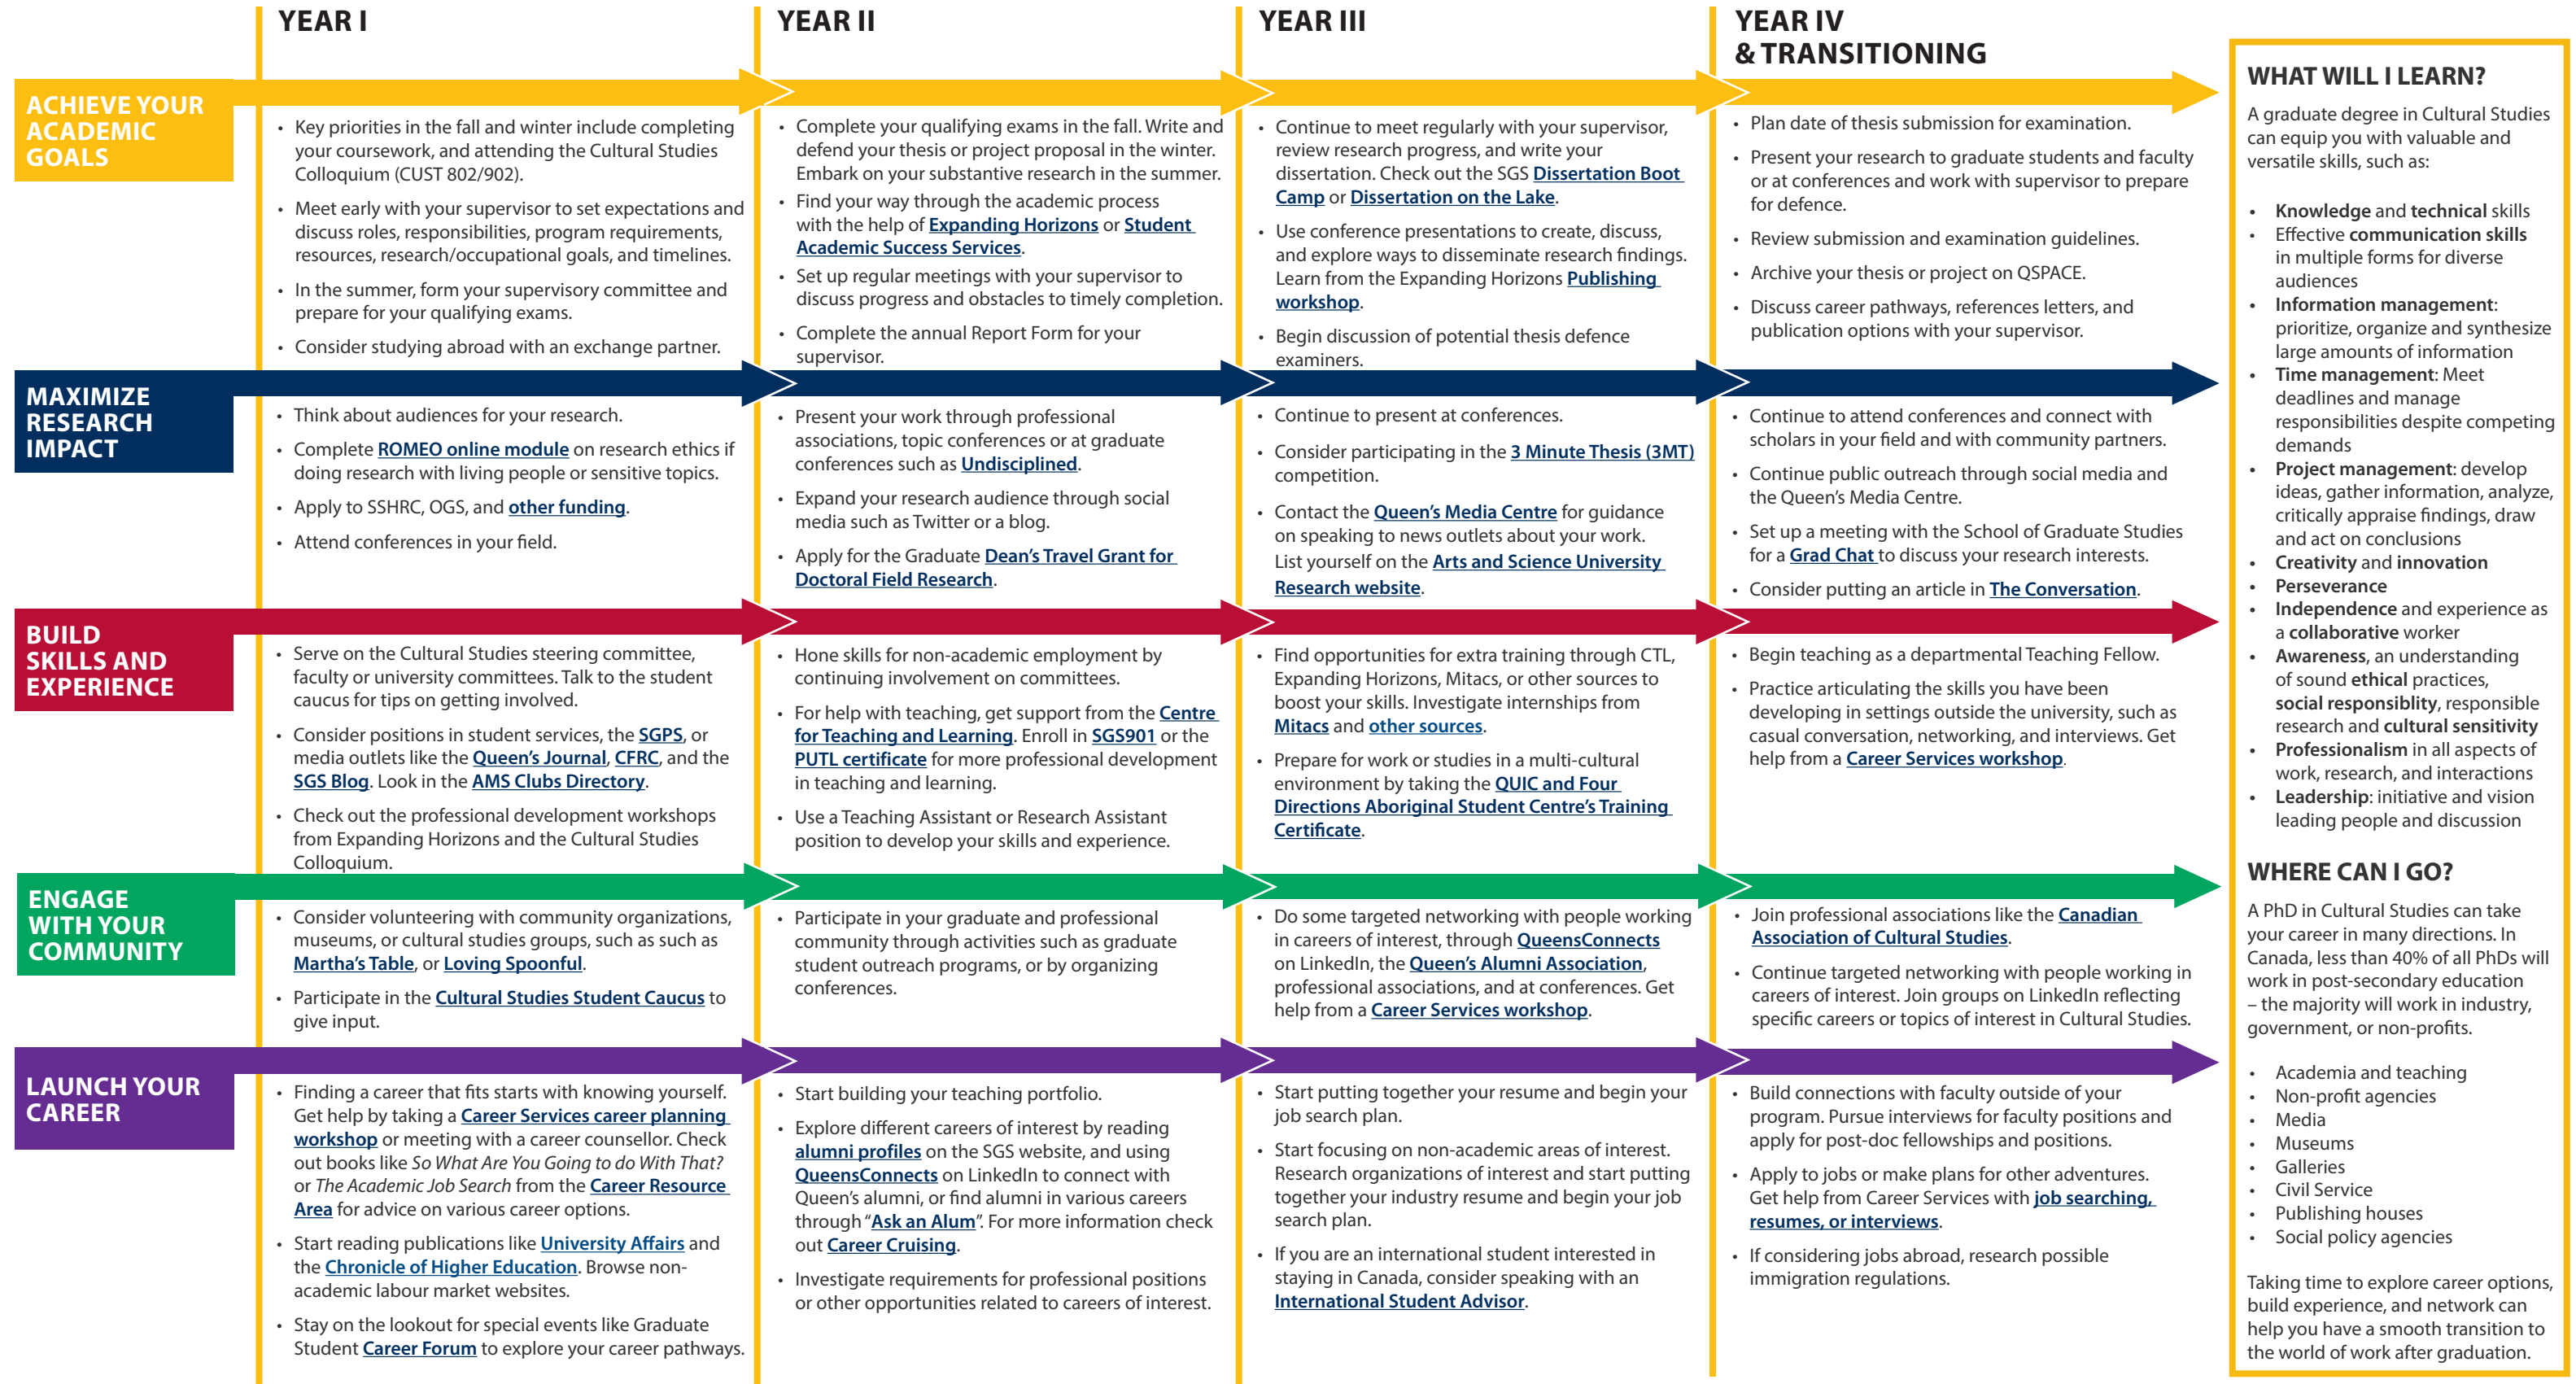 YEAR I
YEAR II
YEAR III
YEAR IV
& TRANSITIONING
ACHIEVE YOUR
ACADEMIC
GOALS
• Key priorities in the fall and winter include completing
your coursework, and attending the Cultural Studies
Colloquium (CUST 802/902).
• Meet early with your supervisor to set expectations and
discuss roles, responsibilities, program requirements,
resources, research/occupational goals, and timelines.
• In the summer, form your supervisory committee and
prepare for your qualifying exams.
• Consider studying abroad with an exchange partner.
• Complete your qualifying exams in the fall. Write and
defend your thesis or project proposal in the winter.
Embark on your substantive research in the summer.
• Find your way through the academic process
with the help of Expanding Horizons or Student
Academic Success Services.
• Set up regular meetings with your supervisor to
discuss progress and obstacles to timely completion.
• Complete the annual Report Form for your
supervisor.
• Continue to meet regularly with your supervisor,
review research progress, and write your
dissertation. Check out the SGS Dissertation Boot
Camp or Dissertation on the Lake.
• Use conference presentations to create, discuss,
and explore ways to disseminate research findings.
Learn from the Expanding Horizons Publishing
workshop.
• Begin discussion of potential thesis defence
examiners.
• Plan date of thesis submission for examination.
• Present your research to graduate students and faculty
or at conferences and work with supervisor to prepare
for defence.
• Review submission and examination guidelines.
• Archive your thesis or project on QSPACE.
• Discuss career pathways, references letters, and
publication options with your supervisor.
MAXIMIZE
RESEARCH
IMPACT
• Think about audiences for your research.
• Complete ROMEO online module on research ethics if
doing research with living people or sensitive topics.
• Apply to SSHRC, OGS, and other funding.
• Attend conferences in your field.
• Present your work through professional
associations, topic conferences or at graduate
conferences such as Undisciplined.
• Expand your research audience through social
media such as Twitter or a blog.
• Apply for the Graduate Dean's Travel Grant for
Doctoral Field Research.
• Continue to present at conferences.
• Consider participating in the 3 Minute Thesis (3MT)
competition.
• Contact the Queen's Media Centre for guidance
on speaking to news outlets about your work.
List yourself on the Arts and Science University
Research website.
• Continue to attend conferences and connect with
scholars in your field and with community partners.
• Continue public outreach through social media and
the Queen's Media Centre.
• Set up a meeting with the School of Graduate Studies
for a Grad Chat to discuss your research interests.
• Consider putting an article in The Conversation.
BUILD
SKILLS AND
EXPERIENCE
• Serve on the Cultural Studies steering committee,
faculty or university committees. Talk to the student
caucus for tips on getting involved.
• Consider positions in student services, the SGPS, or
media outlets like the Queen's Journal, CFRC, and the
SGS Blog. Look in the AMS Clubs Directory.
• Check out the professional development workshops
from Expanding Horizons and the Cultural Studies
Colloquium.
• Hone skills for non-academic employment by
continuing involvement on committees.
• For help with teaching, get support from the Centre
for Teaching and Learning. Enroll in SGS901 or the
PUTL certificate for more professional development
in teaching and learning.
• Use a Teaching Assistant or Research Assistant
position to develop your skills and experience.
• Find opportunities for extra training through CTL,
Expanding Horizons, Mitacs, or other sources to
boost your skills. Investigate internships from
Mitacs and other sources.
• Prepare for work or studies in a multi-cultural
environment by taking the QUIC and Four
Directions Aboriginal Student Centre's Training
Certificate.
• Begin teaching as a departmental Teaching Fellow.
• Practice articulating the skills you have been
developing in settings outside the university, such as
casual conversation, networking, and interviews. Get
help from a Career Services workshop.
ENGAGE
WITH YOUR
COMMUNITY
• Consider volunteering with community organizations,
museums, or cultural studies groups, such as such as
Martha's Table, or Loving Spoonful.
• Participate in the Cultural Studies Student Caucus to
give input.
• Participate in your graduate and professional
community through activities such as graduate
student outreach programs, or by organizing
conferences.
• Do some targeted networking with people working
in careers of interest, through QueensConnects
on LinkedIn, the Queen's Alumni Association,
professional associations, and at conferences. Get
help from a Career Services workshop.
• Join professional associations like the Canadian
Association of Cultural Studies.
• Continue targeted networking with people working in
careers of interest. Join groups on LinkedIn reflecting
specific careers or topics of interest in Cultural Studies.
LAUNCH YOUR
CAREER
• Finding a career that fits starts with knowing yourself.
Get help by taking a Career Services career planning
workshop or meeting with a career counsellor. Check
out books like So What Are You Going to do With That?
or The Academic Job Search from the Career Resource
Area for advice on various career options.
• Start reading publications like University Affairs and
the Chronicle of Higher Education. Browse non-
academic labour market websites.
• Stay on the lookout for special events like Graduate
Student Career Forum to explore your career pathways.
• Start building your teaching portfolio.
• Explore different careers of interest by reading
alumni profiles on the SGS website, and using
QueensConnects on LinkedIn to connect with
Queen's alumni, or find alumni in various careers
through "Ask an Alum". For more information check
out Career Cruising.
• Investigate requirements for professional positions
or other opportunities related to careers of interest.
• Start putting together your resume and begin your
job search plan.
• Start focusing on non-academic areas of interest.
Research organizations of interest and start putting
together your industry resume and begin your job
search plan.
• If you are an international student interested in
staying in Canada, consider speaking with an
International Student Advisor.
• Build connections with faculty outside of your
program. Pursue interviews for faculty positions and
apply for post-doc fellowships and positions.
• Apply to jobs or make plans for other adventures.
Get help from Career Services with job searching,
resumes, or interviews.
• If considering jobs abroad, research possible
immigration regulations.
WHAT WILL I LEARN?
A graduate degree in Cultural Studies
can equip you with valuable and
versatile skills, such as:
• Knowledge and technical skills
• Effective communication skills
in multiple forms for diverse
audiences
• Information management:
prioritize, organize and synthesize
large amounts of information
• Time management: Meet
deadlines and manage
responsibilities despite competing
demands
• Project management: develop
ideas, gather information, analyze,
critically appraise findings, draw
and act on conclusions
• Creativity and innovation
• Perseverance
• Independence and experience as
a collaborative worker
• Awareness, an understanding
of sound ethical practices,
social responsiblity, responsible
research and cultural sensitivity
• Professionalism in all aspects of
work, research, and interactions
• Leadership: initiative and vision
leading people and discussion
WHERE CAN I GO?
A PhD in Cultural Studies can take
your career in many directions. In
Canada, less than 40% of all PhDs will
work in post-secondary education
– the majority will work in industry,
government, or non-profits.
• Academia and teaching
• Non-profit agencies
• Media
• Museums
• Galleries
• Civil Service
• Publishing houses
• Social policy agencies
Taking time to explore career options,
build experience, and network can
help you have a smooth transition to
the world of work after graduation.